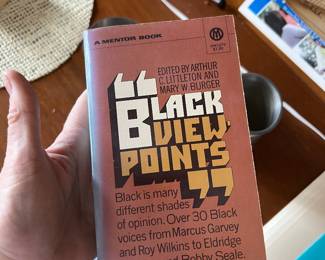 A MENTOR BOOK
EDITED BY ARTHUR
C. LITTLETON AND
MARY W. BURGER
“BLACK
VIEW-
POINTS”
Black is many
different shades
of opinion. Over 30 Black
voices from Marcus Garvey
and Roy Wilkins to Eldridge
Bobby Seale.